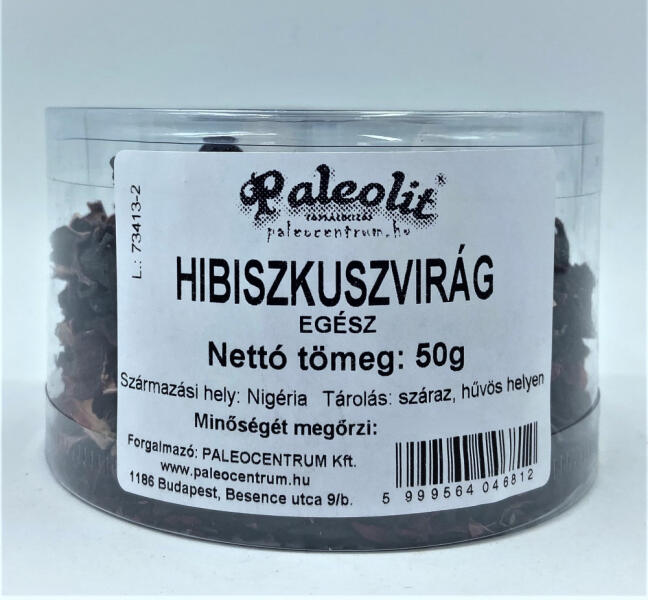 L.: 73413-2
Paleolit®
TÁPLÁLKOZÁS
paleocentrum.hu
HIBISZKUSZVIRÁG
EGÉSZ
Nettó tömeg: 50g
Származási hely: Nigéria Tárolás: száraz, hűvös helyen
Minőségét megőrzi:
Forgalmazó: PALEOCENTRUM Kft.
www.paleocentrum.hu
1186 Budapest, Besence utca 9/b.
5 999564 046812